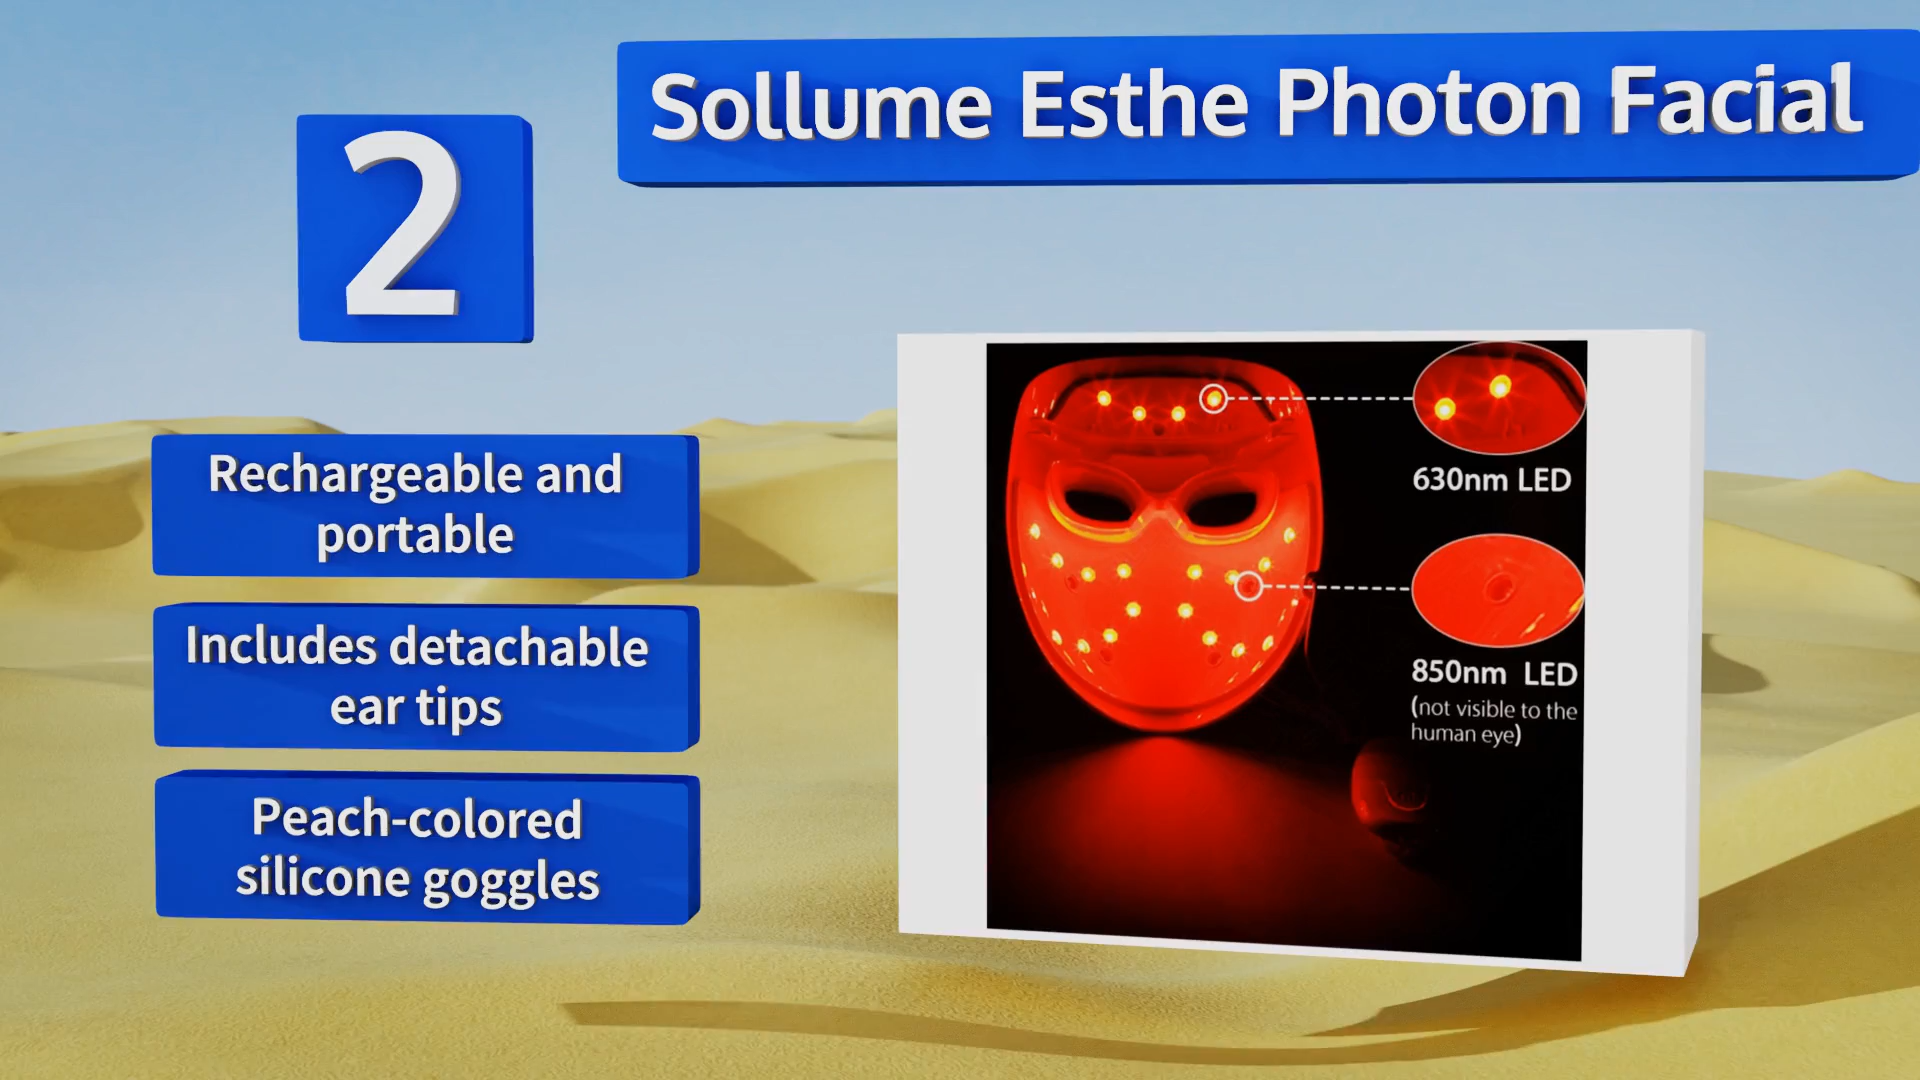 Sollume Esthe Photon Facial
2
Rechargeable and
portable
Includes detachable
ear tips
Peach-colored
silicone goggles
630nm LED
850nm LED
(not visible to the
human eye)